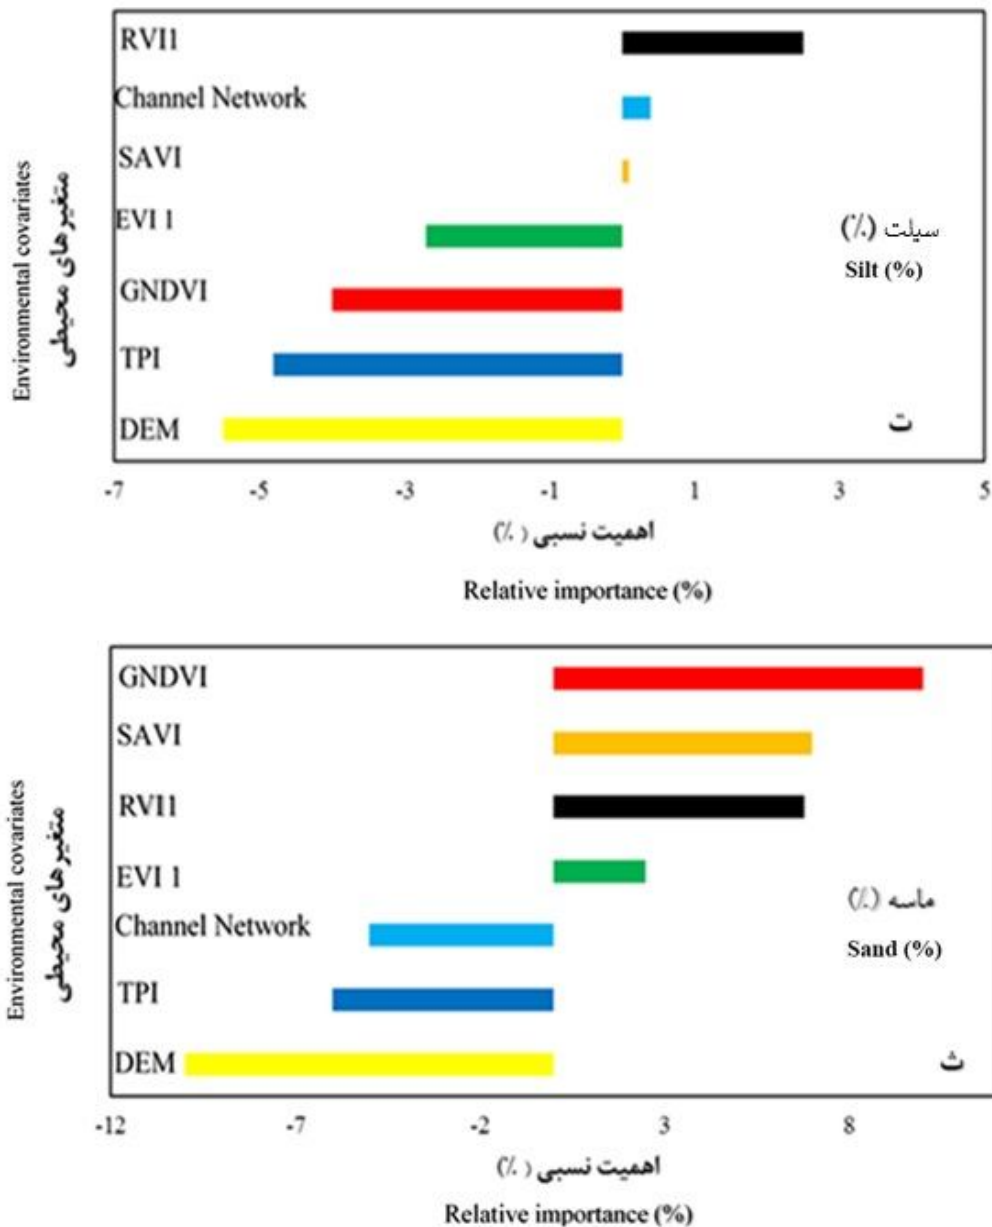 RVI1
Channel Network
SAVI
EVI 1
GNDVI
TPI
DEM
Environmental covariates
متغیرهای محیطی
سیلت (٪)
Silt (%)
ت
-7 -5 -3 -1 1 3 5
اهمیت نسبی (٪)
Relative importance (%)
GNDVI
SAVI
RVI1
EVI 1
Channel Network
TPI
DEM
Environmental covariates
متغیرهای محیطی
ماسه (٪)
Sand (%)
ث
-12 -7 -2 3 8
اهمیت نسبی (٪)
Relative importance (%)